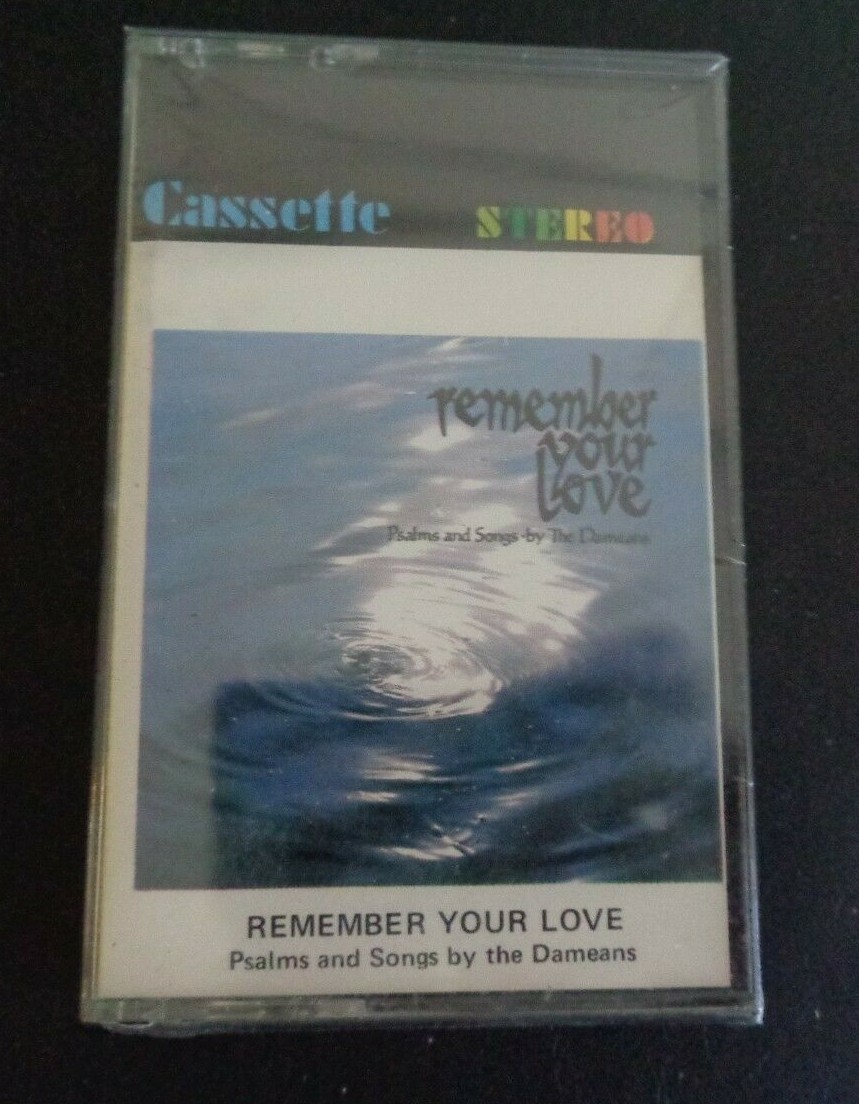 Cassette STEREO
remember
your
Love
Psalms and Songs by The Dameans
REMEMBER YOUR LOVE
Psalms and Songs by the Dameans